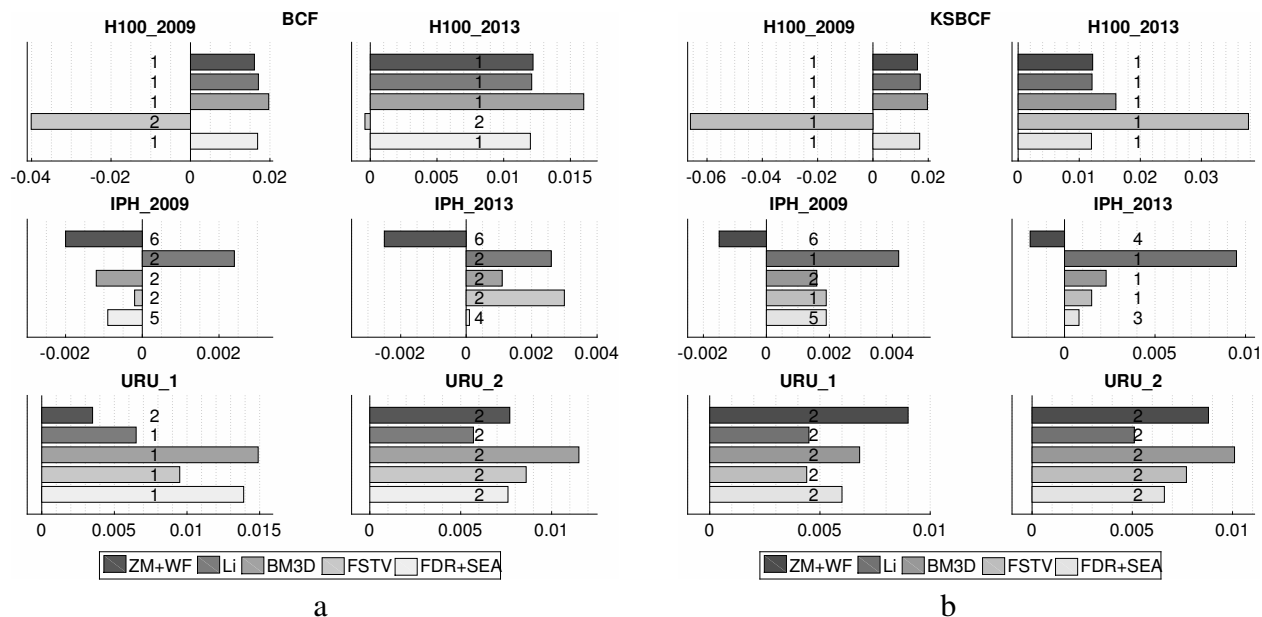 BCF
H100_2009 H100_2013
1 1
1 1
1 1
2 2
1 1
-0.04 -0.02 0 0.02 0 0.005 0.01 0.015
IPH_2009 IPH_2013
6 6
2 2
2 2
2 2
5 4
-0.002 0 0.002 0 0.002 0.004
URU_1 URU_2
2 2
1 2
1 2
1 2
1 2
0 0.005 0.01 0.015 0 0.005 0.01
ZM+WF Li BM3D FSTV FDR+SEA
a
KSBCF
H100_2009 H100_2013
1 1
1 1
1 1
1 1
1 1
-0.06 -0.04 -0.02 0 0.02 0 0.01 0.02 0.03
IPH_2009 IPH_2013
6 4
1 1
2 1
1 1
5 3
-0.002 0 0.002 0.004 0 0.005 0.01
URU_1 URU_2
2 2
2 2
2 2
2 2
2 2
0 0.005 0.01 0 0.005 0.01
ZM+WF Li BM3D FSTV FDR+SEA
b